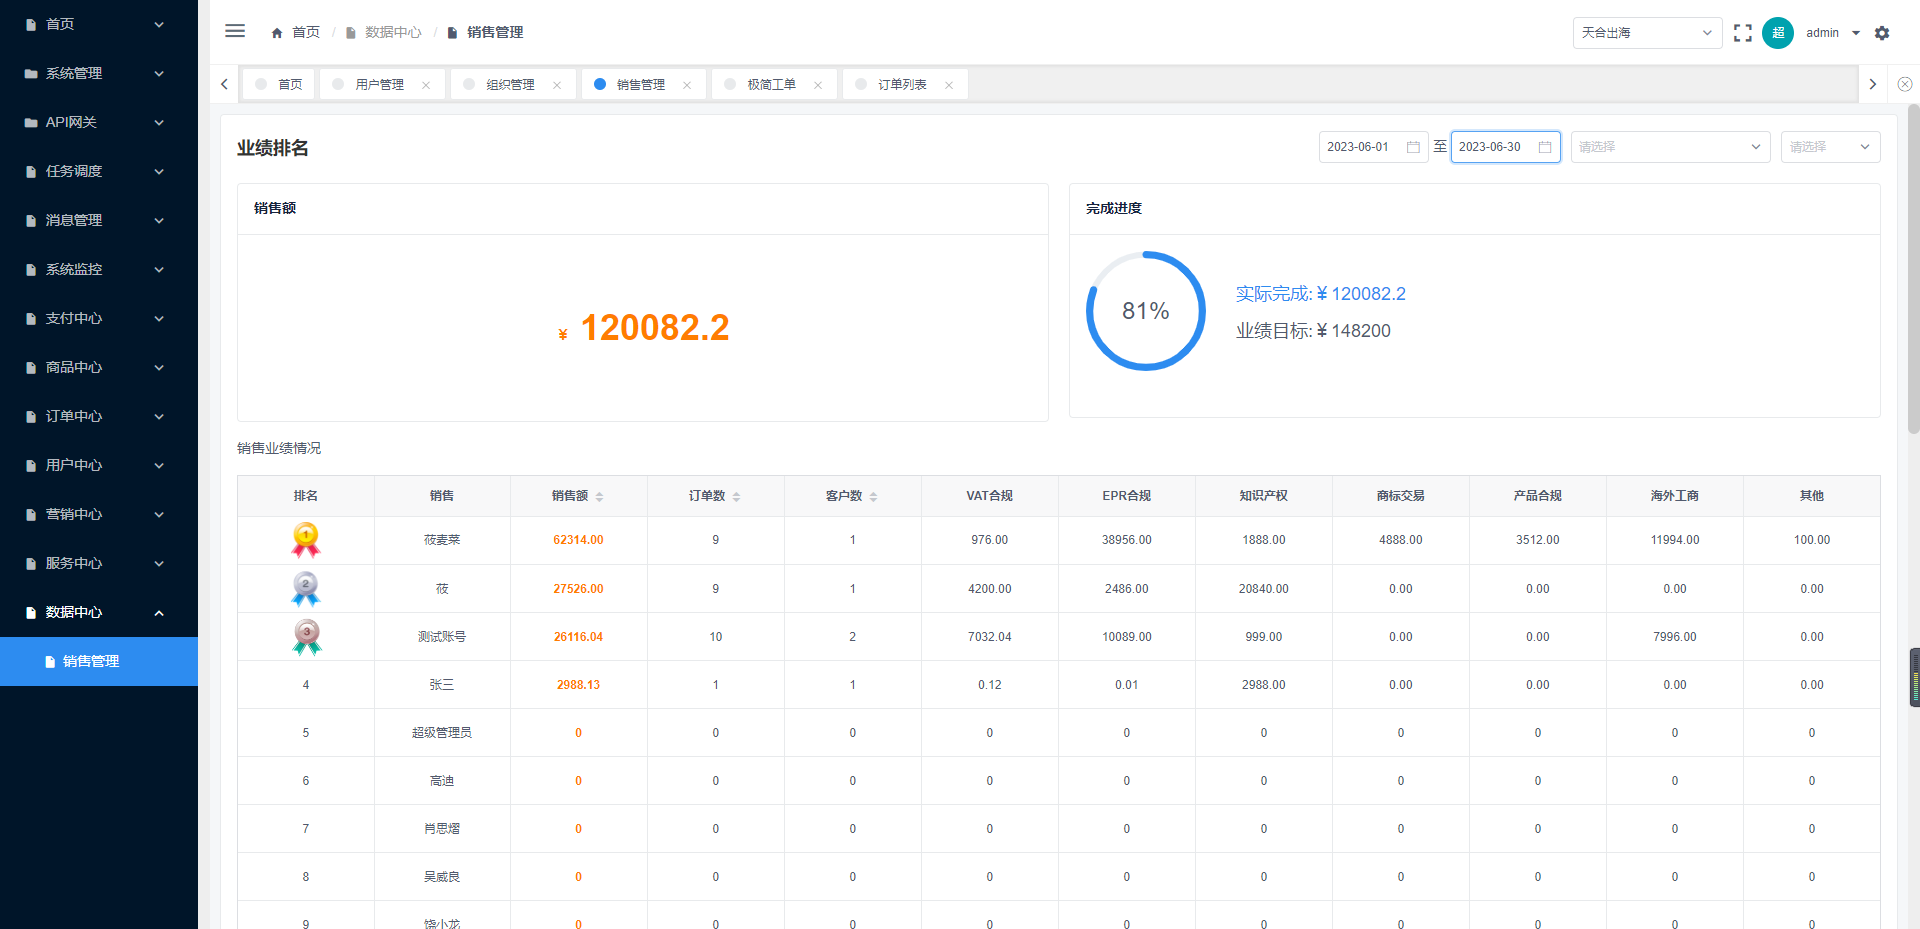 首页
系统管理
API网关
任务调度
消息管理
系统监控
支付中心
商品中心
订单中心
用户中心
营销中心
服务中心
数据中心
销售管理
首页 / 数据中心 / 销售管理
天合出海
超 admin
首页 用户管理 组织管理 销售管理 极简工单 订单列表
业绩排名
2023-06-01 至 2023-06-30 请选择 请选择
销售额
¥ 120082.2
完成进度
81%
实际完成: ¥ 120082.2
业绩目标: ¥ 148200
销售业绩情况
排名 销售 销售额 订单数 客户数 VAT合规 EPR合规 知识产权 商标交易 产品合规 海外工商 其他
1 莜麦菜 62314.00 9 1 976.00 38956.00 1888.00 4888.00 3512.00 11994.00 100.00
2 莜 27526.00 9 1 4200.00 2486.00 20840.00 0.00 0.00 0.00 0.00
3 测试账号 26116.04 10 2 7032.04 10089.00 999.00 0.00 0.00 7996.00 0.00
4 张三 2988.13 1 1 0.12 0.01 2988.00 0.00 0.00 0.00 0.00
5 超级管理员 0 0 0 0 0 0 0 0 0 0
6 高迪 0 0 0 0 0 0 0 0 0 0
7 肖思熠 0 0 0 0 0 0 0 0 0 0
8 吴威良 0 0 0 0 0 0 0 0 0 0
9 饶小龙 0 0 0 0 0 0 0 0 0 0